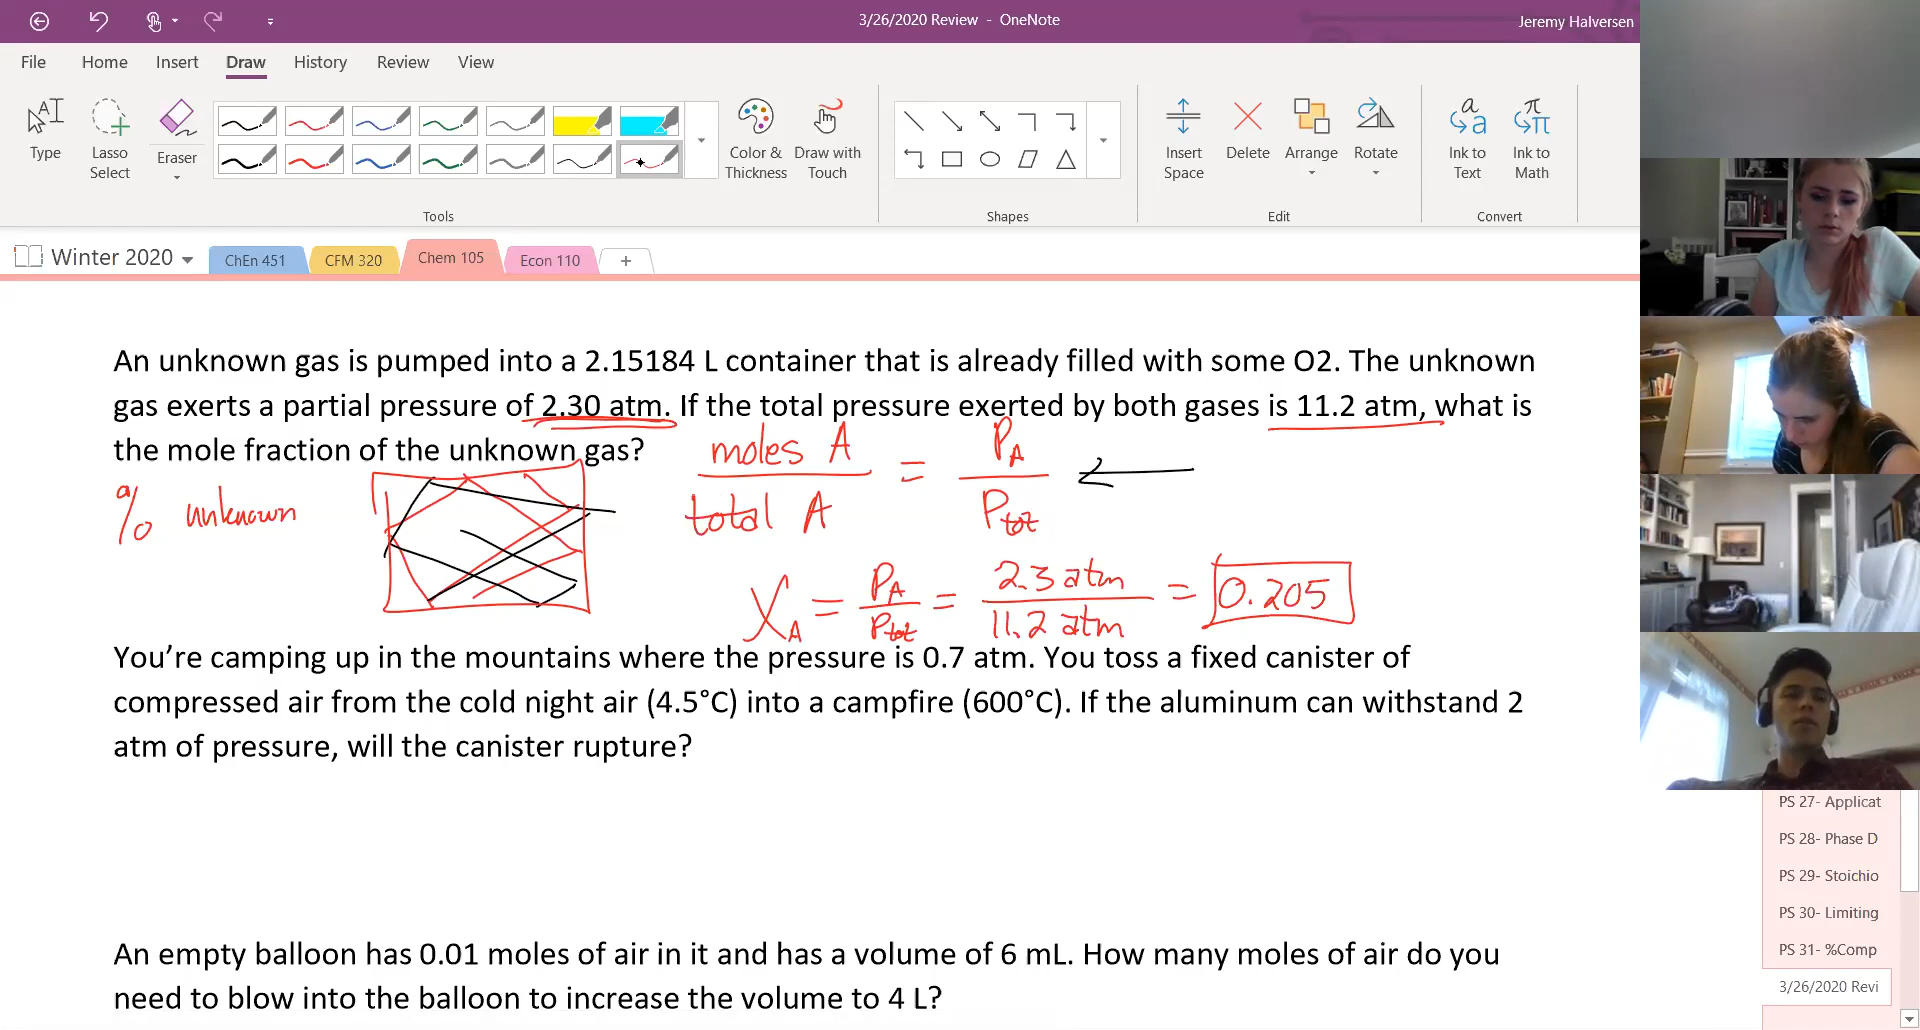 3/26/2020 Review - OneNote
Jeremy Halversen
File Home Insert Draw History Review View
Type
Lasso Select
Eraser
Color & Thickness
Draw with Touch
Insert Space
Delete
Arrange
Rotate
Ink to Text
Ink to Math
Tools
Shapes
Edit
Convert
Winter 2020
ChEn 451
CFM 320
Chem 105
Econ 110
An unknown gas is pumped into a 2.15184 L container that is already filled with some O2. The unknown
gas exerts a partial pressure of 2.30 atm. If the total pressure exerted by both gases is 11.2 atm, what is
the mole fraction of the unknown gas?
moles A / total A = PA / Ptot
% unknown
XA = PA / Ptot = 2.3 atm / 11.2 atm = 0.205
You’re camping up in the mountains where the pressure is 0.7 atm. You toss a fixed canister of
compressed air from the cold night air (4.5°C) into a campfire (600°C). If the aluminum can withstand 2
atm of pressure, will the canister rupture?
An empty balloon has 0.01 moles of air in it and has a volume of 6 mL. How many moles of air do you
need to blow into the balloon to increase the volume to 4 L?
PS 27- Applicat
PS 28- Phase D
PS 29- Stoichio
PS 30- Limiting
PS 31- %Comp
3/26/2020 Revi